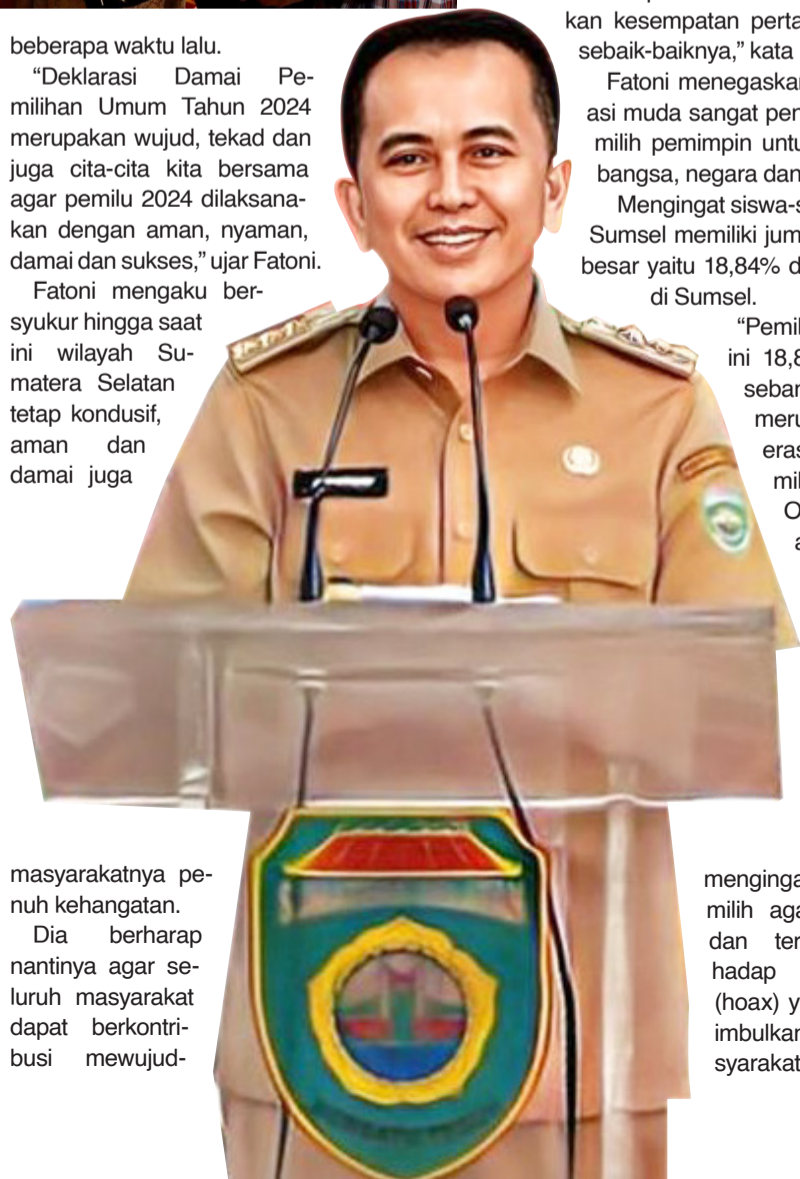 beberapa waktu lalu.
“Deklarasi Damai Pe-
milihan Umum Tahun 2024
merupakan wujud, tekad dan
juga cita-cita kita bersama
agar pemilu 2024 dilaksana-
kan dengan aman, nyaman,
damai dan sukses,” ujar Fatoni.
Fatoni mengaku ber-
syukur hingga saat
ini wilayah Su-
matera Selatan
tetap kondusif,
aman dan
damai juga
masyarakatnya pe-
nuh kehangatan.
Dia berharap
nantinya agar se-
luruh masyarakat
dapat berkontri-
busi mewujud-
kan kesempatan perta
sebaik-baiknya,” kata
Fatoni menegaskan
asi muda sangat pen
milih pemimpin untu
bangsa, negara dan
Mengingat siswa-s
Sumsel memiliki jum
besar yaitu 18,84% d
di Sumsel.
“Pemil
ini 18,8
sebar
meru
eras
mil
O
a
menginga
milih aga
dan ter
hadap
(hoax) y
imbulkan
syarakat